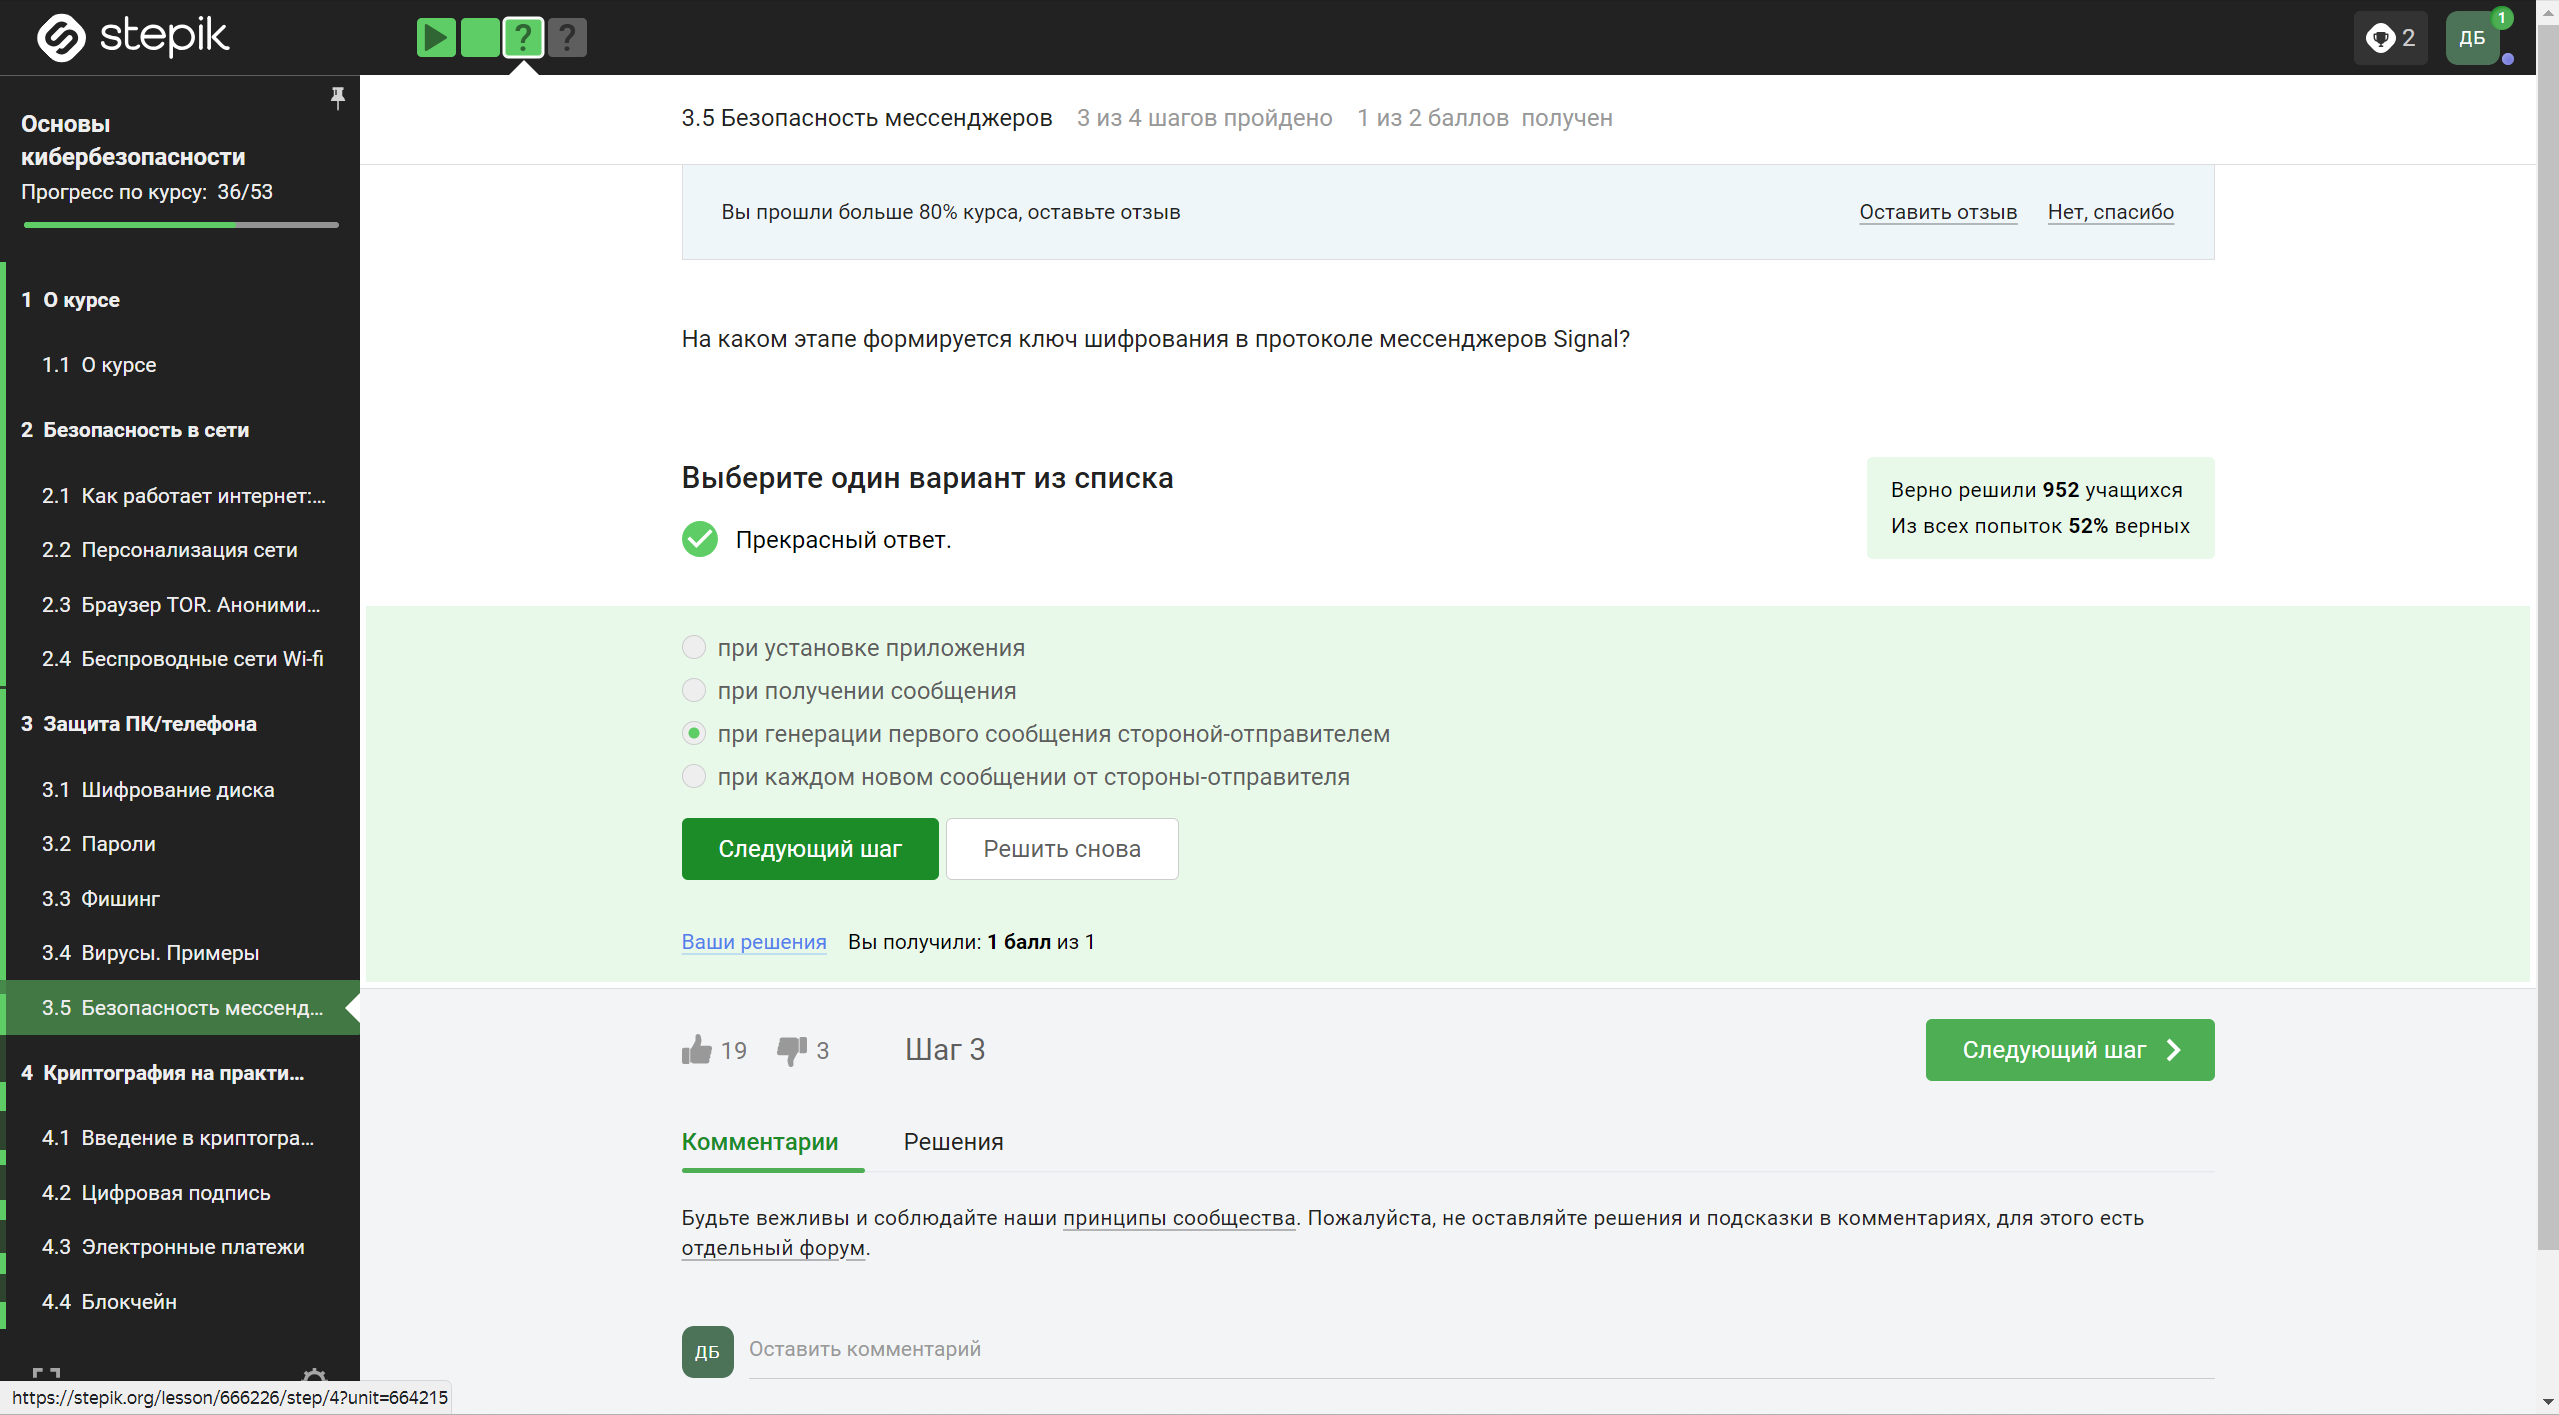 stepik
?
?
2
ДБ
1
Основы
кибербезопасности
Прогресс по курсу: 36/53
1 О курсе
1.1 О курсе
2 Безопасность в сети
2.1 Как работает интернет:...
2.2 Персонализация сети
2.3 Браузер TOR. Аноними...
2.4 Беспроводные сети Wi-fi
3 Защита ПК/телефона
3.1 Шифрование диска
3.2 Пароли
3.3 Фишинг
3.4 Вирусы. Примеры
3.5 Безопасность мессенд...
4 Криптография на практи...
4.1 Введение в криптогра...
4.2 Цифровая подпись
4.3 Электронные платежи
4.4 Блокчейн
3.5 Безопасность мессенджеров 3 из 4 шагов пройдено 1 из 2 баллов получен
Вы прошли больше 80% курса, оставьте отзыв Оставить отзыв Нет, спасибо
На каком этапе формируется ключ шифрования в протоколе мессенджеров Signal?
Выберите один вариант из списка
Прекрасный ответ.
Верно решили 952 учащихся
Из всех попыток 52% верных
при установке приложения
при получении сообщения
при генерации первого сообщения стороной-отправителем
при каждом новом сообщении от стороны-отправителя
Следующий шаг Решить снова
Ваши решения Вы получили: 1 балл из 1
19 3 Шаг 3 Следующий шаг
Комментарии Решения
Будьте вежливы и соблюдайте наши принципы сообщества. Пожалуйста, не оставляйте решения и подсказки в комментариях, для этого есть
отдельный форум.
ДБ Оставить комментарий
https://stepik.org/lesson/666226/step/4?unit=664215